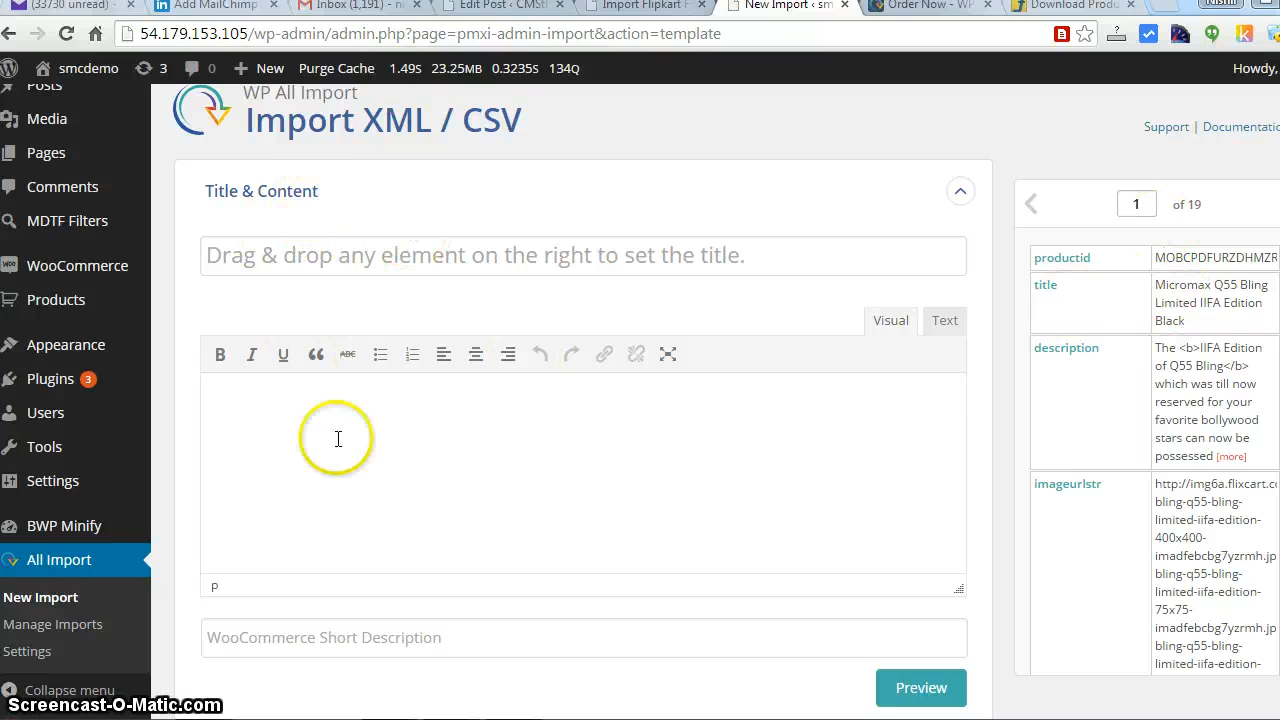 (33730 unread) -
Add MailChimp
Inbox (1,191) - ni
Edit Post ‹ CMSti
Import Flipkart P
New Import ‹ sm
Order Now - WP
Download Produ
54.179.153.105/wp-admin/admin.php?page=pmxi-admin-import&action=template
smcdemo 3 0 New Purge Cache 1.49S 23.25MB 0.3235S 134Q Howdy,
Posts
Media
Pages
Comments
MDTF Filters
WooCommerce
Products
Appearance
Plugins 3
Users
Tools
Settings
BWP Minify
All Import
New Import
Manage Imports
Settings
Collapse menu
WP All Import
Import XML / CSV
Support | Documentatio
Title & Content
Drag & drop any element on the right to set the title.
Visual Text
B I U ABC
p
WooCommerce Short Description
Preview
1 of 19
productid MOBCPDFURZDHMZR
title Micromax Q55 Bling
Limited IIFA Edition
Black
description The <b>IIFA Edition
of Q55 Bling</b>
which was till now
reserved for your
favorite bollywood
stars can now be
possessed [more]
imageurlstr http://img6a.flixcart.co
bling-q55-bling-
limited-iifa-edition-
400x400-
imadfebcbg7yzrmh.jp
bling-q55-bling-
limited-iifa-edition-
75x75-
imadfebcbg7yzrmh.jp
bling-q55-bling-
limited-iifa-edition-
Screencast-O-Matic.com